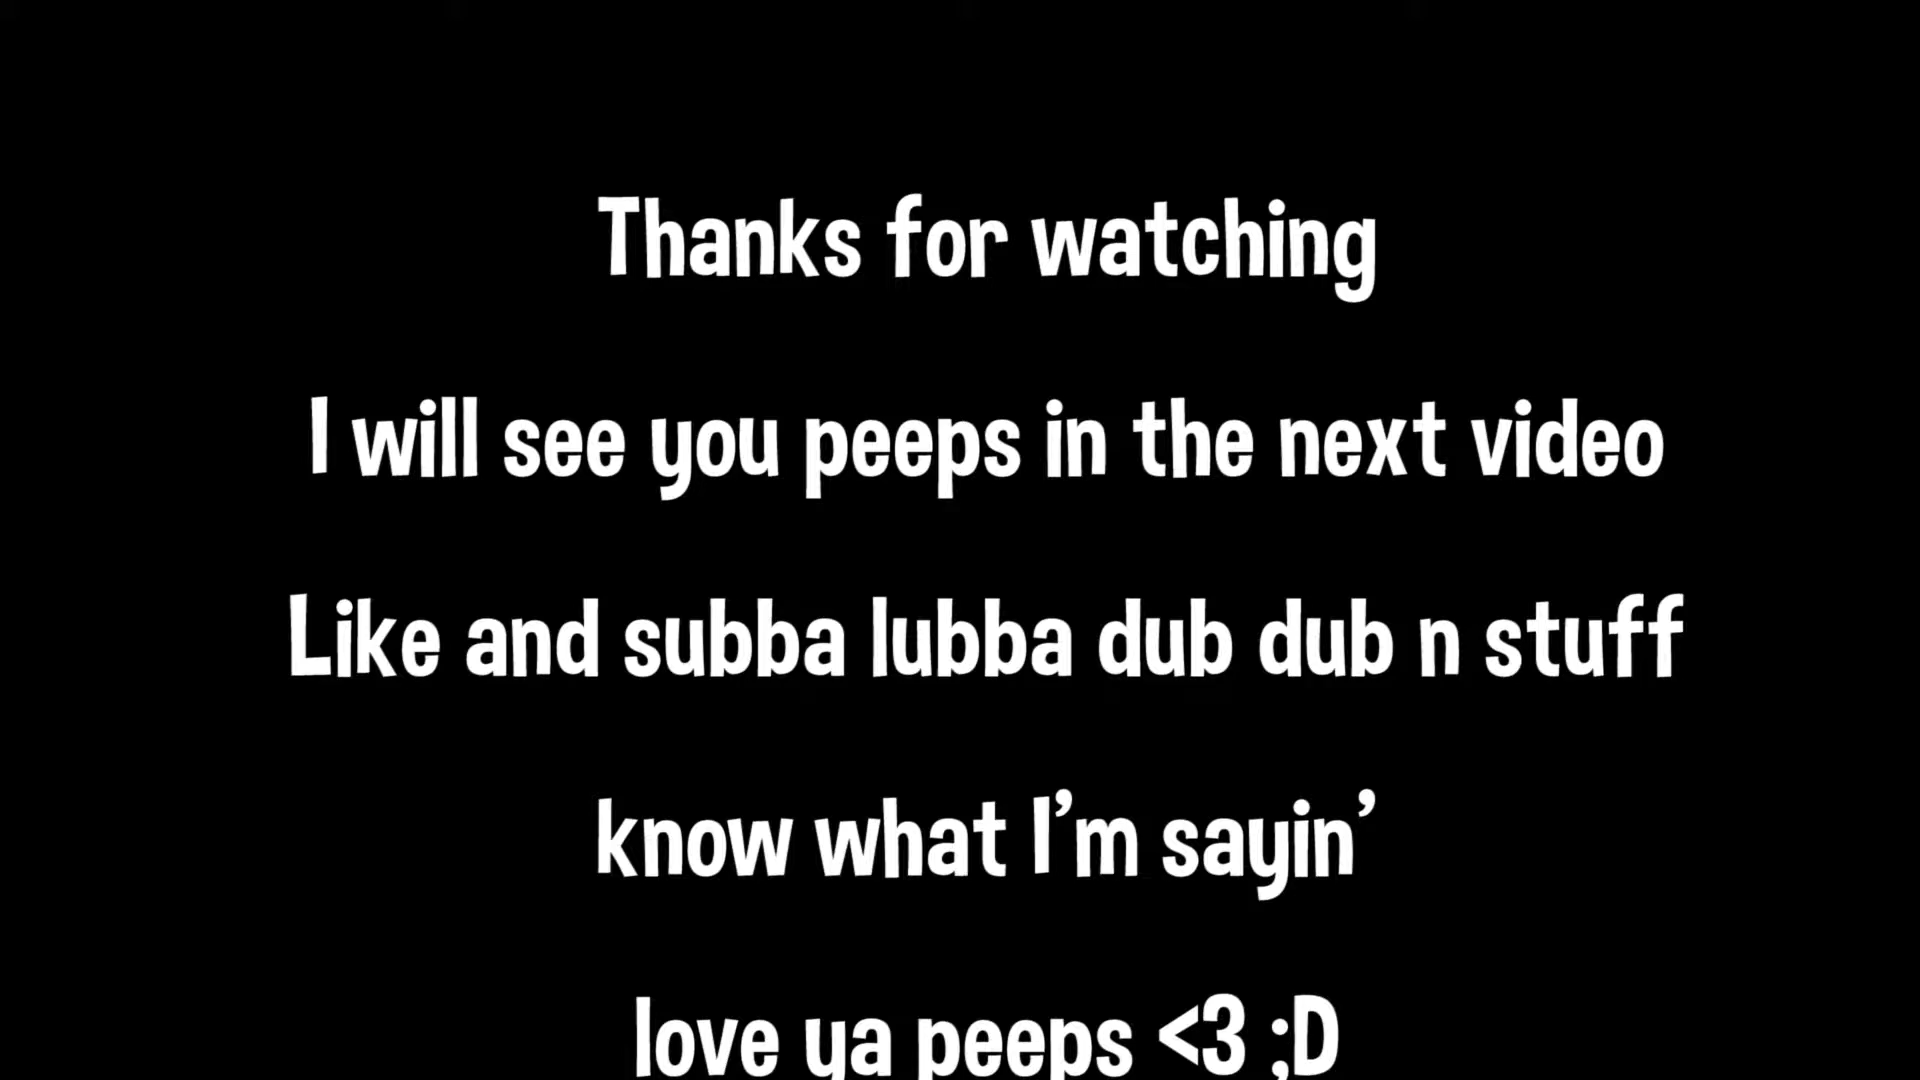 Thanks for watching
I will see you peeps in the next video
Like and subba lubba dub dub n stuff
know what I’m sayin’
love ya peeps <3 ;D